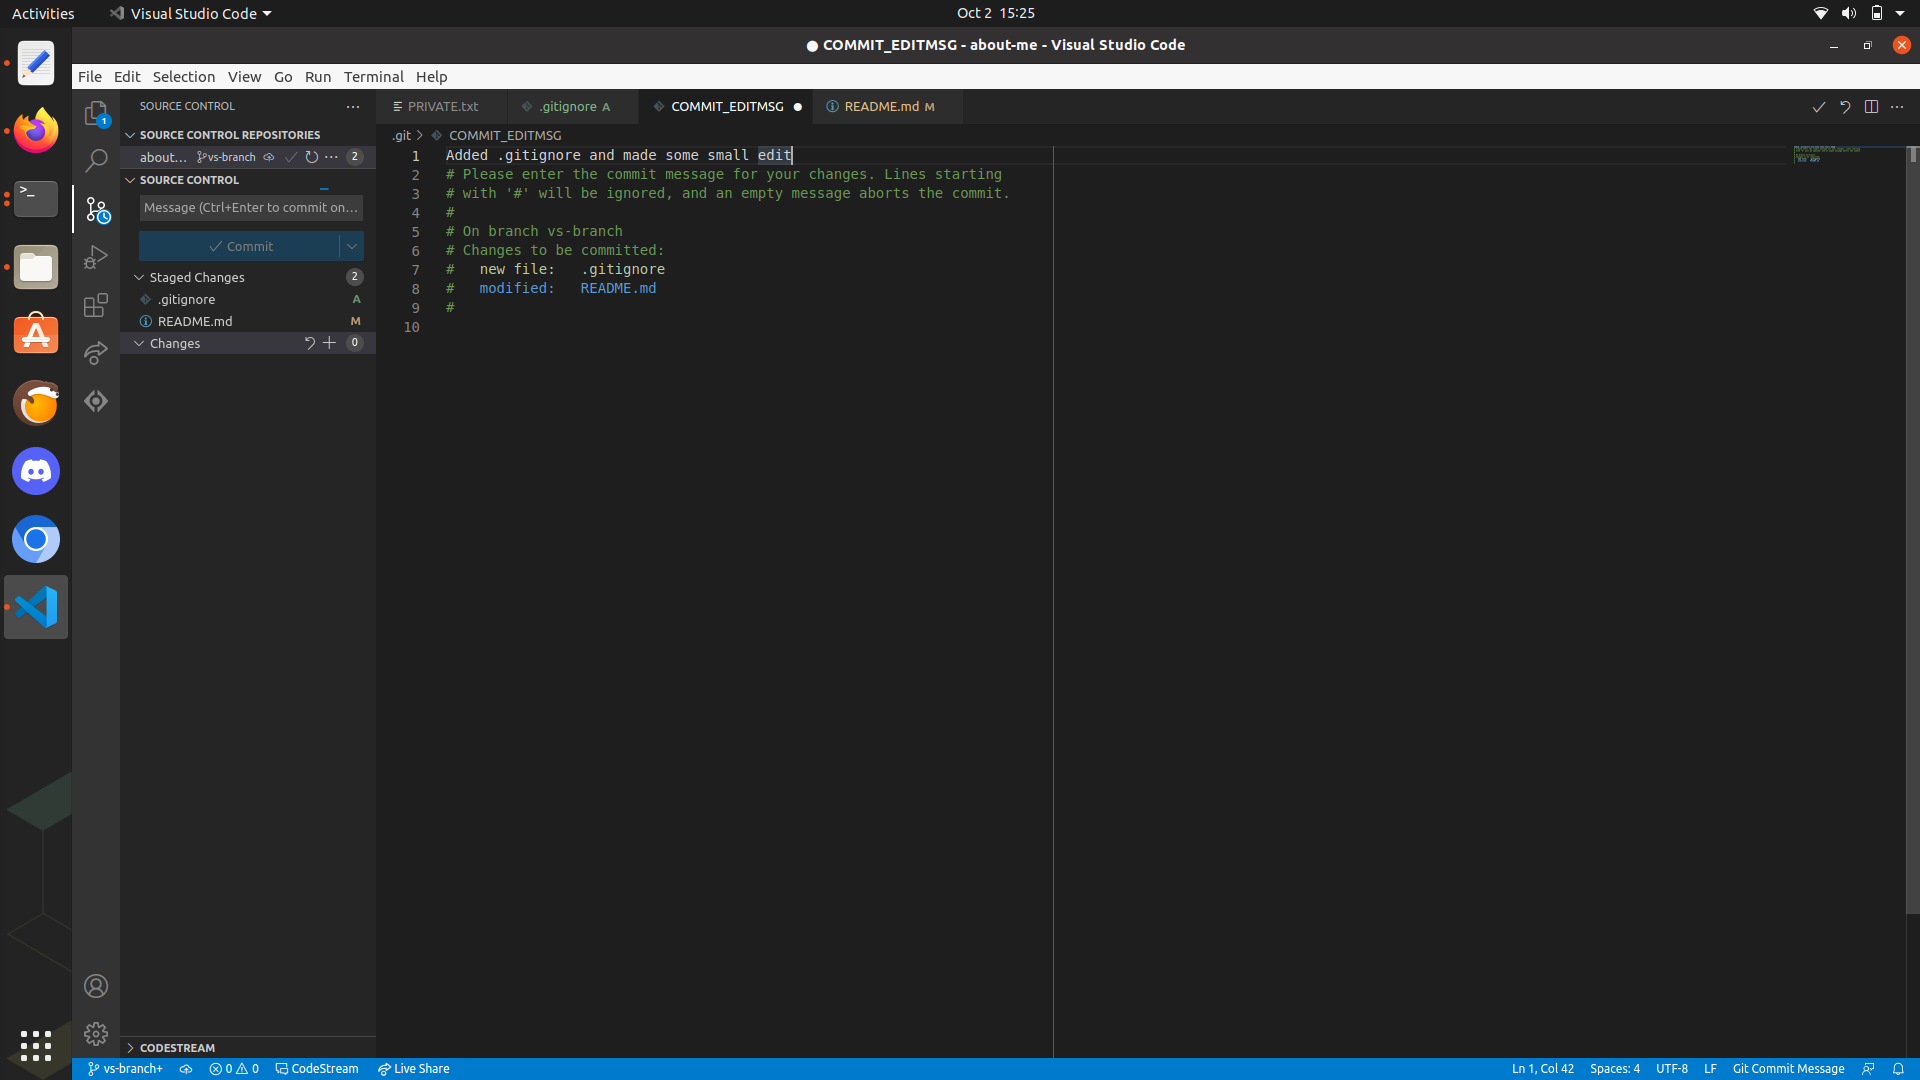 Activities
Visual Studio Code
Oct 2 15:25
● COMMIT_EDITMSG - about-me - Visual Studio Code
File Edit Selection View Go Run Terminal Help
SOURCE CONTROL
PRIVATE.txt
.gitignore A
COMMIT_EDITMSG
README.md M
SOURCE CONTROL REPOSITORIES
about... vs-branch 2
SOURCE CONTROL
Message (Ctrl+Enter to commit on...
Commit
Staged Changes 2
.gitignore A
README.md M
Changes 0
CODESTREAM
.git > COMMIT_EDITMSG
1 Added .gitignore and made some small edit
2 # Please enter the commit message for your changes. Lines starting
3 # with '#' will be ignored, and an empty message aborts the commit.
4 #
5 # On branch vs-branch
6 # Changes to be committed:
7 # new file: .gitignore
8 # modified: README.md
9 #
10
1
>_
vs-branch+
0 0
CodeStream
Live Share
Ln 1, Col 42
Spaces: 4
UTF-8
LF
Git Commit Message